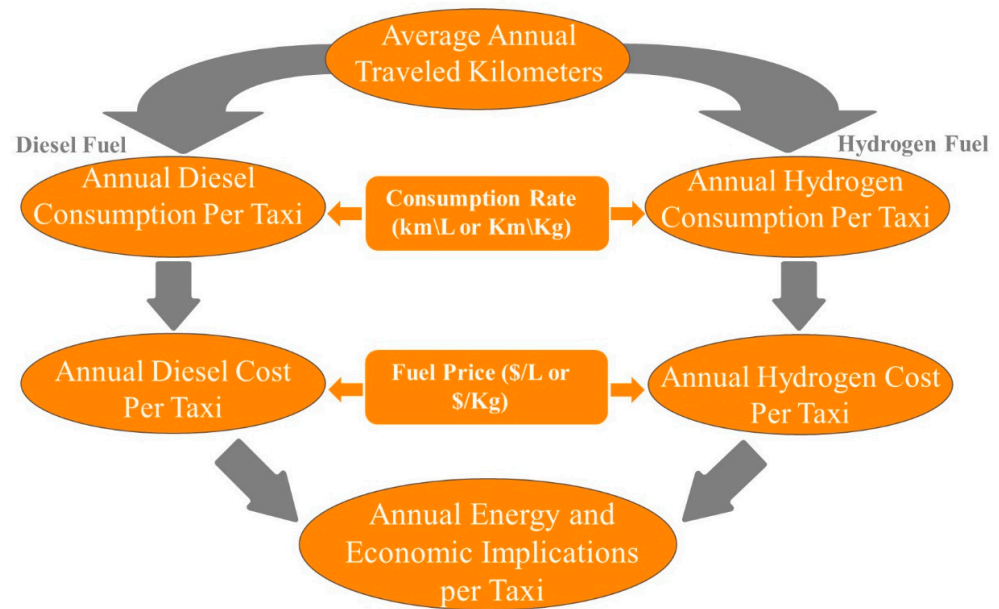 Average Annual
Traveled Kilometers
Diesel Fuel
Hydrogen Fuel
Annual Diesel
Consumption Per Taxi
Consumption Rate
(km\L or Km\Kg)
Annual Hydrogen
Consumption Per Taxi
Annual Diesel Cost
Per Taxi
Fuel Price ($/L or
$/Kg)
Annual Hydrogen Cost
Per Taxi
Annual Energy and
Economic Implications
per Taxi